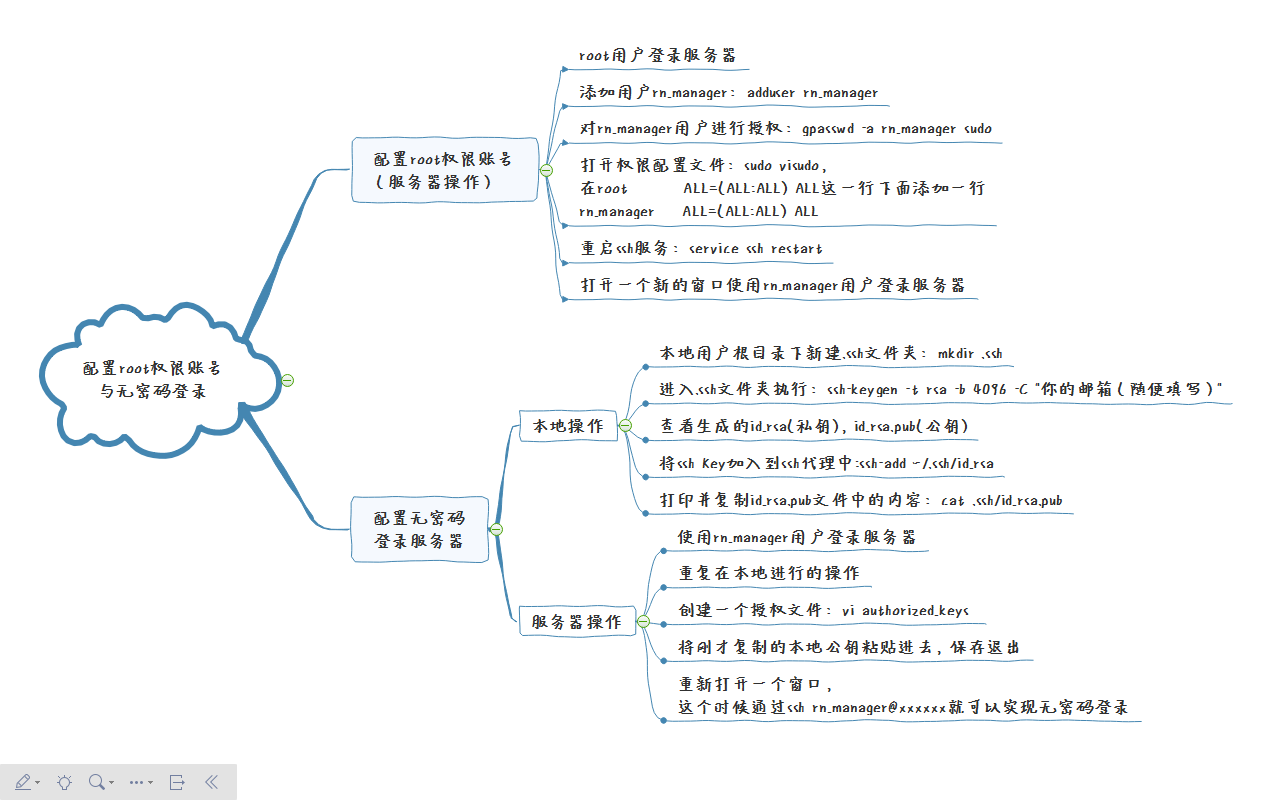 配置root权限账号
与无密码登录
配置root权限账号
（服务器操作）
root用户登录服务器
添加用户rn_manager：adduser rn_manager
对rn_manager用户进行授权：gpasswd -a rn_manager sudo
打开权限配置文件：sudo visudo，
在root ALL=(ALL:ALL) ALL这一行下面添加一行
rn_manager ALL=(ALL:ALL) ALL
重启ssh服务：service ssh restart
打开一个新的窗口使用rn_manager用户登录服务器
配置无密码
登录服务器
本地操作
本地用户根目录下新建.ssh文件夹：mkdir .ssh
进入.ssh文件夹执行：ssh-keygen -t rsa -b 4096 -C "你的邮箱（随便填写）"
查看生成的id_rsa(私钥)，id_rsa.pub(公钥)
将ssh Key加入到ssh代理中:ssh-add ~/.ssh/id_rsa
打印并复制id_rsa.pub文件中的内容：cat .ssh/id_rsa.pub
服务器操作
使用rn_manager用户登录服务器
重复在本地进行的操作
创建一个授权文件：vi authorized_keys
将刚才复制的本地公钥粘贴进去，保存退出
重新打开一个窗口，
这个时候通过ssh rn_manager@xxxxxx就可以实现无密码登录